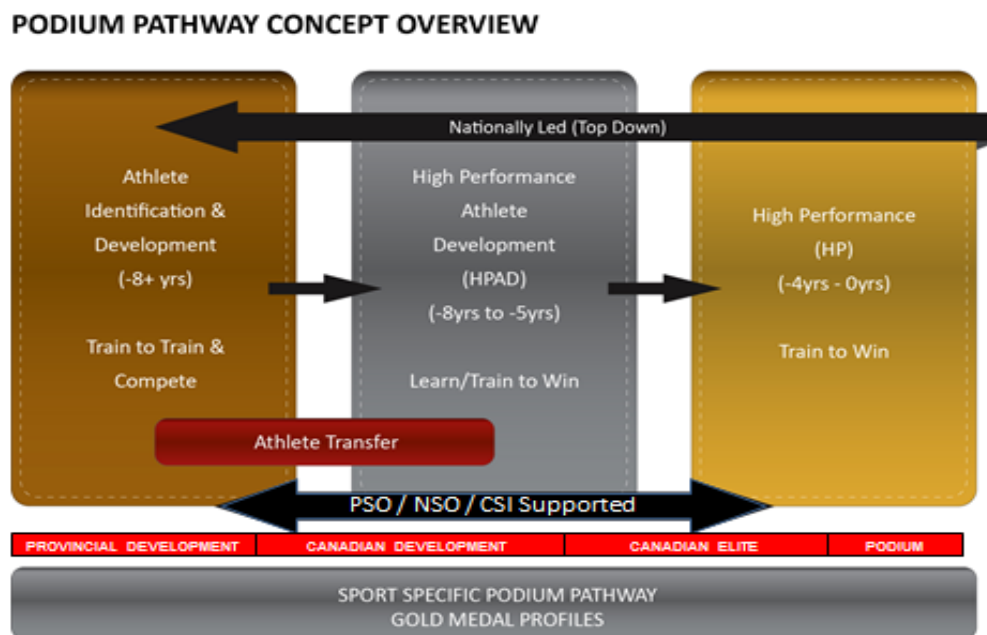 PODIUM PATHWAY CONCEPT OVERVIEW
Nationally Led (Top Down)
Athlete
Identification &
Development
(-8+ yrs)
Train to Train &
Compete
High Performance
Athlete
Development
(HPAD)
(-8yrs to -5yrs)
Learn/Train to Win
High Performance
(HP)
(-4yrs - 0yrs)
Train to Win
Athlete Transfer
PSO / NSO / CSI Supported
PROVINCIAL DEVELOPMENT
CANADIAN DEVELOPMENT
CANADIAN ELITE
PODIUM
SPORT SPECIFIC PODIUM PATHWAY
GOLD MEDAL PROFILES